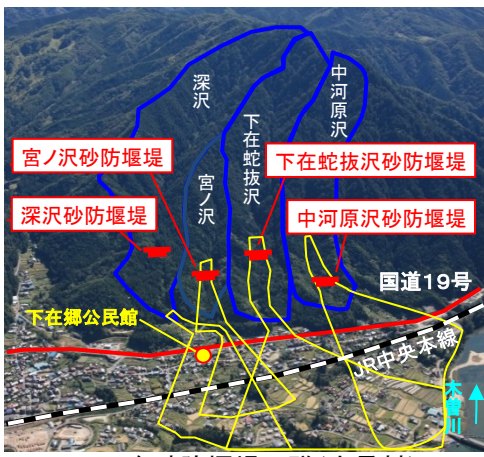 深沢
中河原沢
下在蛇抜沢
宮ノ沢
宮ノ沢砂防堰堤
下在蛇抜沢砂防堰堤
深沢砂防堰堤
中河原沢砂防堰堤
国道19号
下在郷公民館
JR中央本線
木曽川